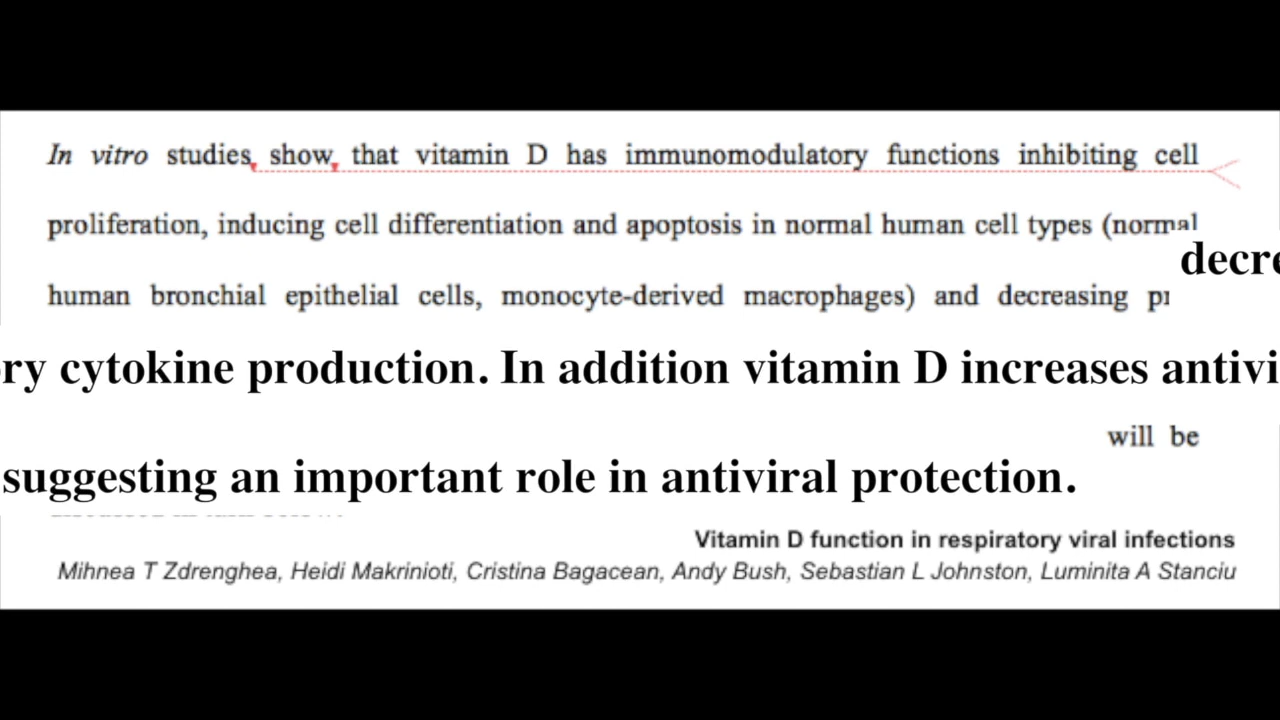 In vitro studies show that vitamin D has immunomodulatory functions inhibiting cell
proliferation, inducing cell differentiation and apoptosis in normal human cell types (normal
decre
human bronchial epithelial cells, monocyte-derived macrophages) and decreasing pr
ry cytokine production. In addition vitamin D increases antivi
will be
suggesting an important role in antiviral protection.
Vitamin D function in respiratory viral infections
Mihnea T Zdrenghea, Heidi Makrinioti, Cristina Bagacean, Andy Bush, Sebastian L Johnston, Luminita A Stanciu